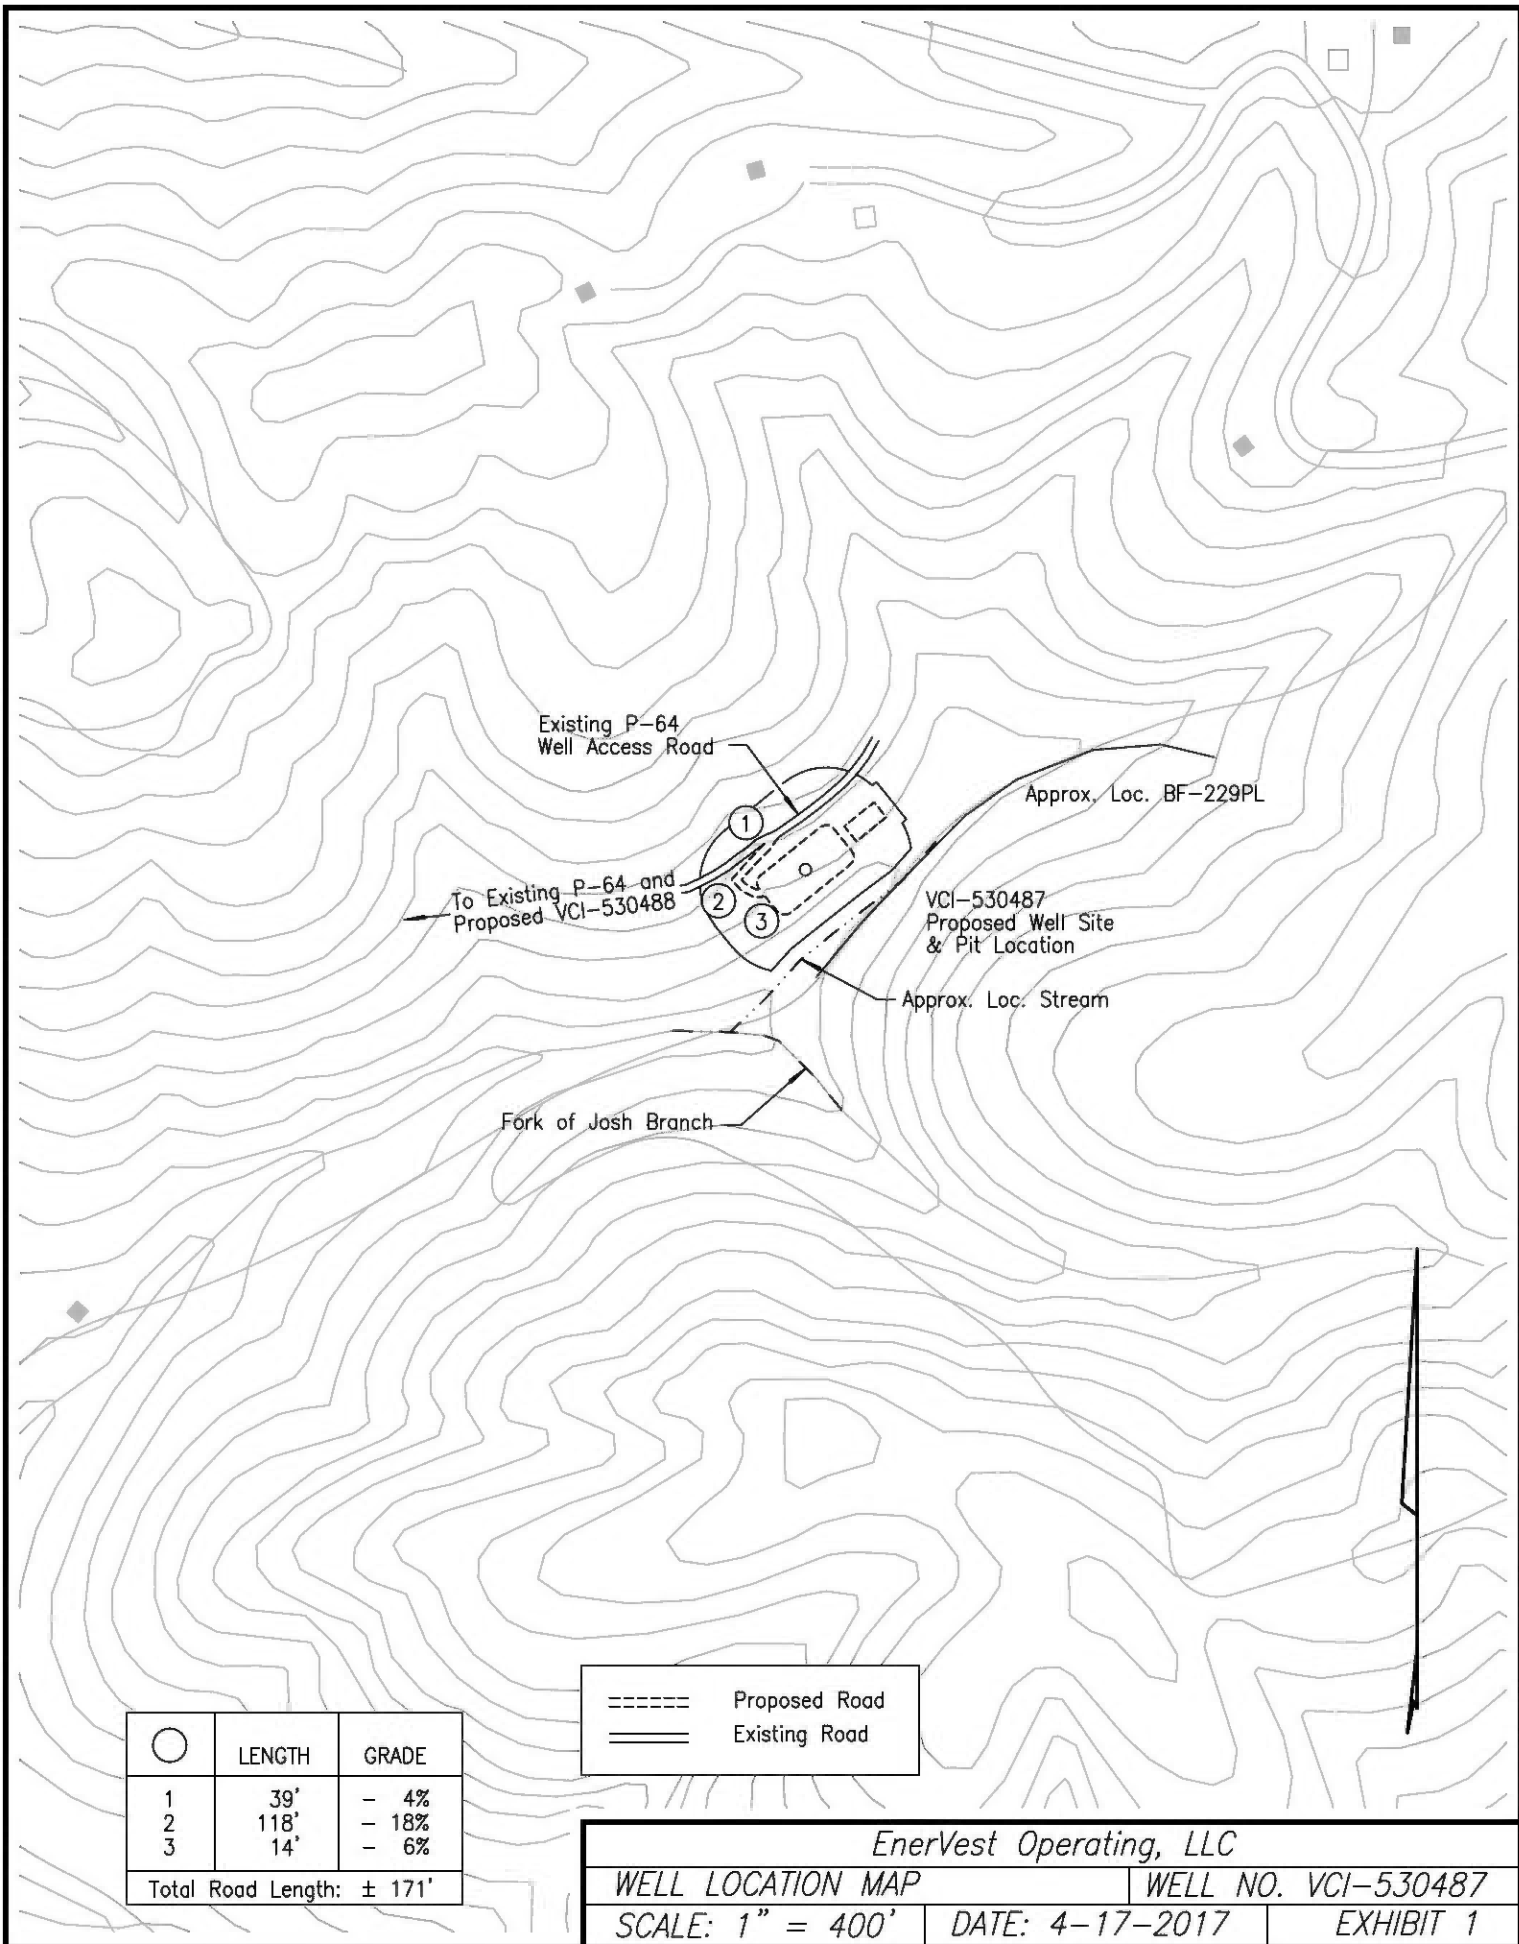 Existing P-64
Well Access Road
Approx. Loc. BF-229PL
1
To Existing P-64 and
Proposed VCI-530488
2
3
VCI-530487
Proposed Well Site
& Pit Location
Approx. Loc. Stream
Fork of Josh Branch
====== Proposed Road
Existing Road
LENGTH GRADE
1 39' - 4%
2 118' - 18%
3 14' - 6%
Total Road Length: ± 171'
EnerVest Operating, LLC
WELL LOCATION MAP WELL NO. VCI-530487
SCALE: 1" = 400' DATE: 4-17-2017 EXHIBIT 1